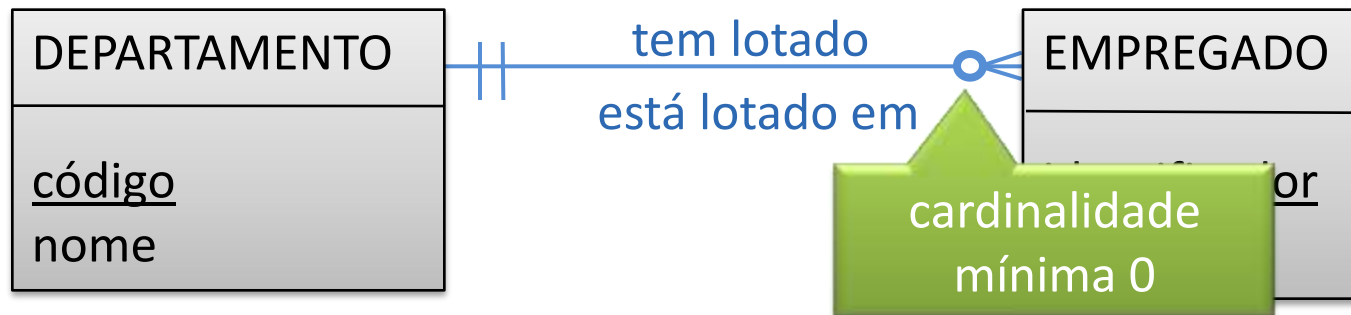 DEPARTAMENTO
código
nome
tem lotado
está lotado em
EMPREGADO
cardinalidade
mínima 0